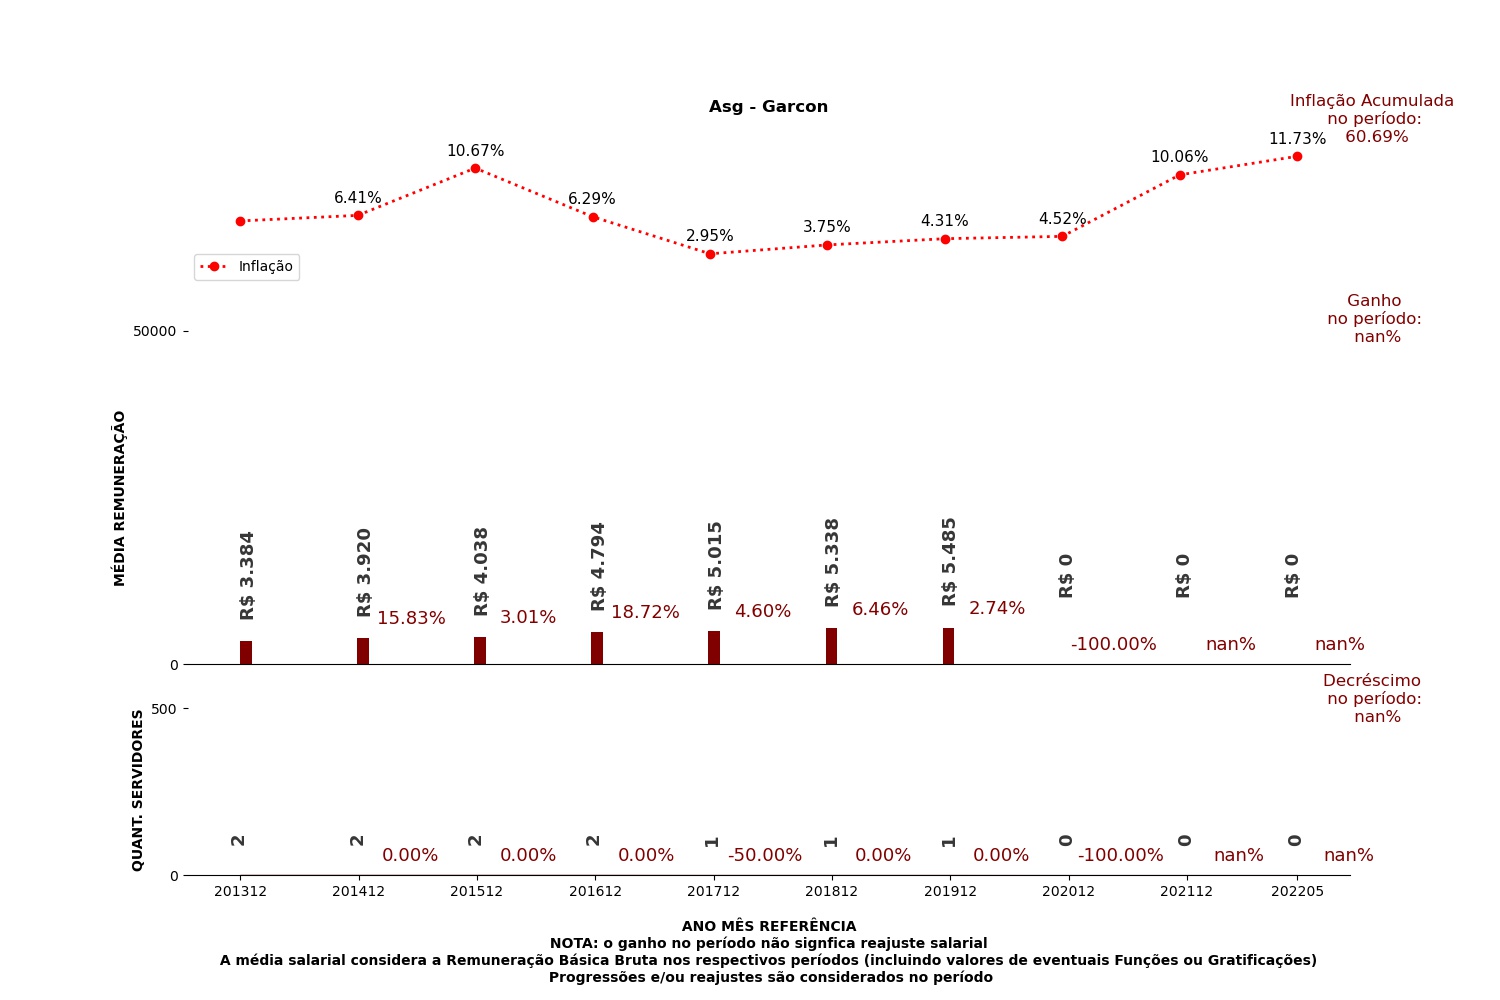 Asg - Garcon
Inflação Acumulada
no período:
60.69%
6.41%
10.67%
6.29%
2.95%
3.75%
4.31%
4.52%
10.06%
11.73%
Inflação
Ganho
no período:
nan%
50000
0
MÉDIA REMUNERAÇÃO
R$ 3.384
R$ 3.920
R$ 4.038
R$ 4.794
R$ 5.015
R$ 5.338
R$ 5.485
R$ 0
R$ 0
R$ 0
15.83%
3.01%
18.72%
4.60%
6.46%
2.74%
-100.00%
nan%
nan%
Decréscimo
no período:
nan%
500
0
QUANT. SERVIDORES
2
2
2
2
1
1
1
0
0
0
0.00%
0.00%
0.00%
-50.00%
0.00%
0.00%
-100.00%
nan%
nan%
201312
201412
201512
201612
201712
201812
201912
202012
202112
202205
ANO MÊS REFERÊNCIA
NOTA: o ganho no período não signfica reajuste salarial
A média salarial considera a Remuneração Básica Bruta nos respectivos períodos (incluindo valores de eventuais Funções ou Gratificações)
Progressões e/ou reajustes são considerados no período